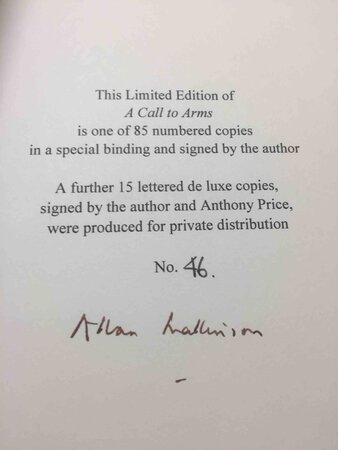 This Limited Edition of
A Call to Arms
is one of 85 numbered copies
in a special binding and signed by the author
A further 15 lettered de luxe copies,
signed by the author and Anthony Price,
were produced for private distribution
No. 46.
Allan Mallinson